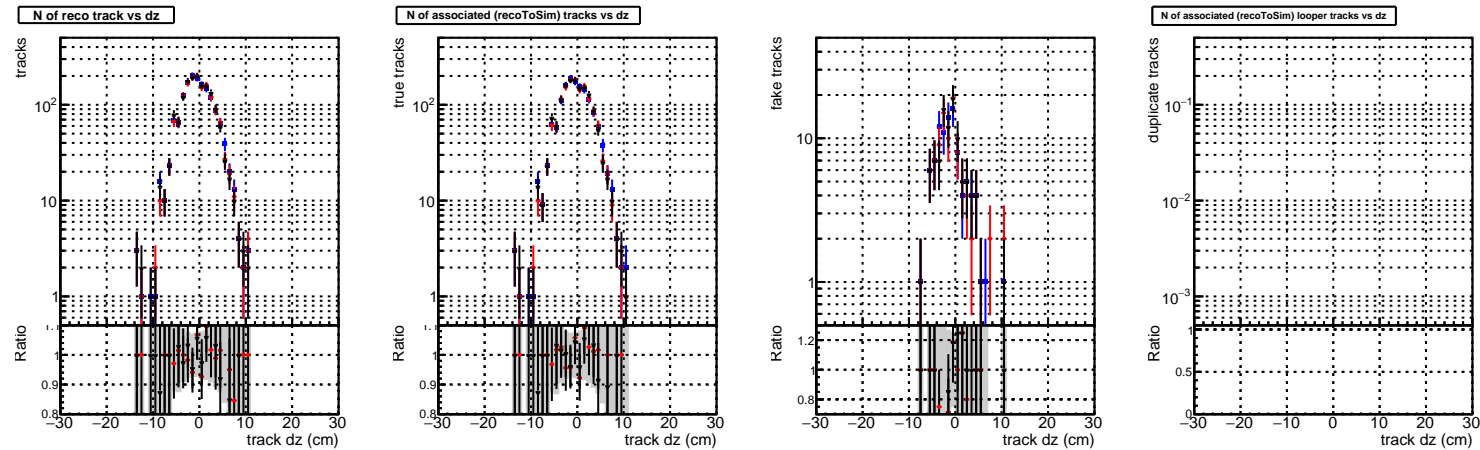 N of reco track vs dz
tracks
10²
10
1
Ratio
1.1
1
0.9
0.8
−30 −20 −10 0 10 20 30
track dz (cm)
N of associated (recoToSim) tracks vs dz
true tracks
10²
10
1
Ratio
1
0.9
0.8
−30 −20 −10 0 10 20 30
track dz (cm)
fake tracks
10
1
Ratio
1.2
1
0.8
−30 −20 −10 0 10 20 30
track dz (cm)
N of associated (recoToSim) looper tracks vs dz
duplicate tracks
10⁻¹
10⁻²
10⁻³
Ratio
1
0.5
0
−30 −20 −10 0 10 20 30
track dz (cm)